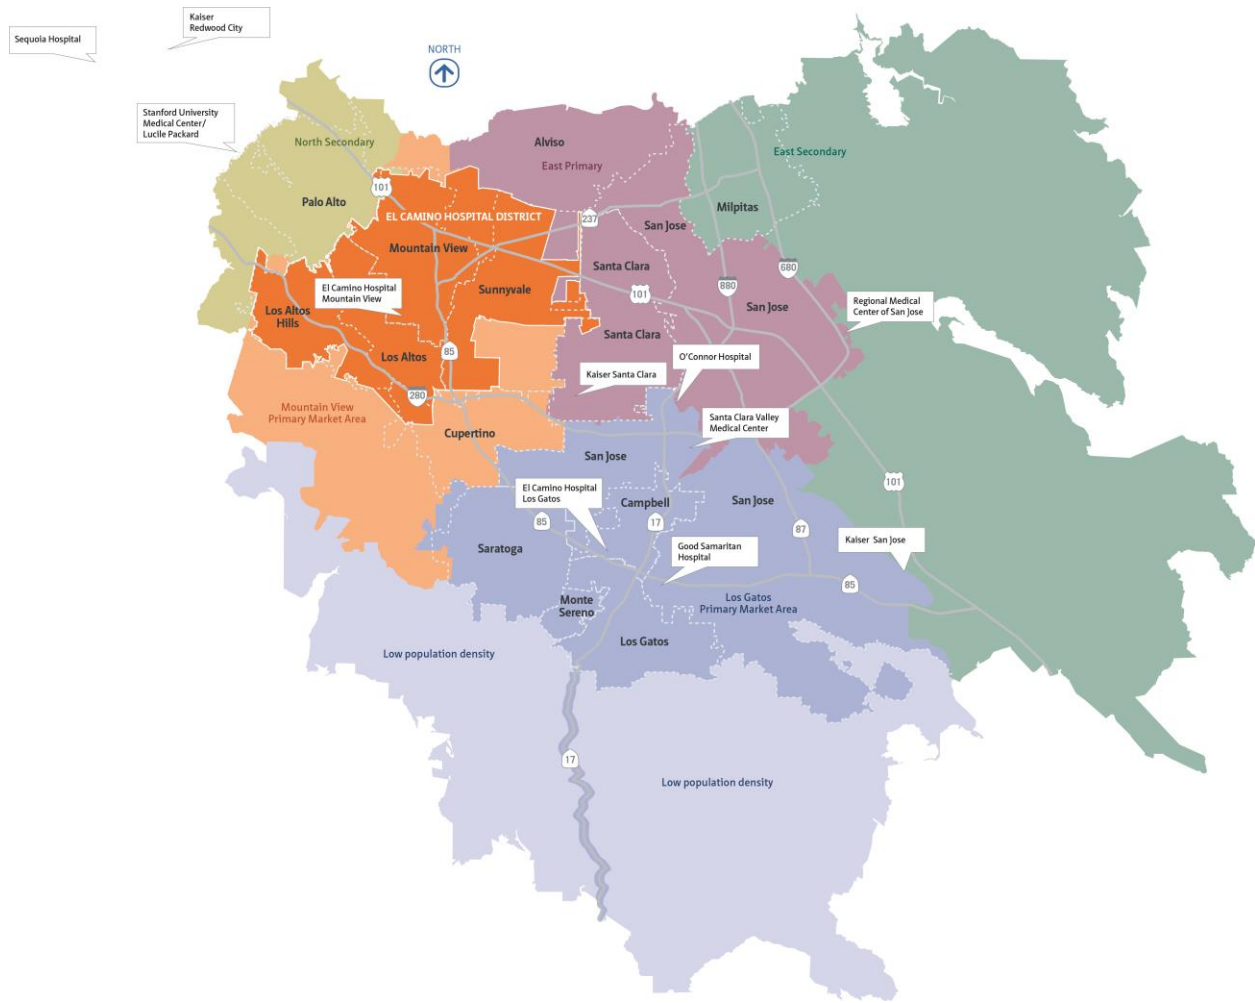 Kaiser
Redwood City
Sequoia Hospital
NORTH
Stanford University
Medical Center/
Lucile Packard
North Secondary
Alviso
East Primary
East Secondary
101
Palo Alto
Milpitas
EL CAMINO HOSPITAL DISTRICT
237
San Jose
Mountain View
Santa Clara
680
El Camino Hospital
Mountain View
Sunnyvale
101
880
Los Altos
Hills
San Jose
Regional Medical
Center of San Jose
Santa Clara
Los Altos
85
O'Connor Hospital
Kaiser Santa Clara
280
Mountain View
Primary Market Area
Santa Clara Valley
Medical Center
Cupertino
San Jose
101
El Camino Hospital
Los Gatos
Campbell
San Jose
85
17
87
Saratoga
Good Samaritan
Hospital
Kaiser San Jose
85
Monte
Sereno
Los Gatos
Primary Market Area
Los Gatos
Low population density
17
Low population density